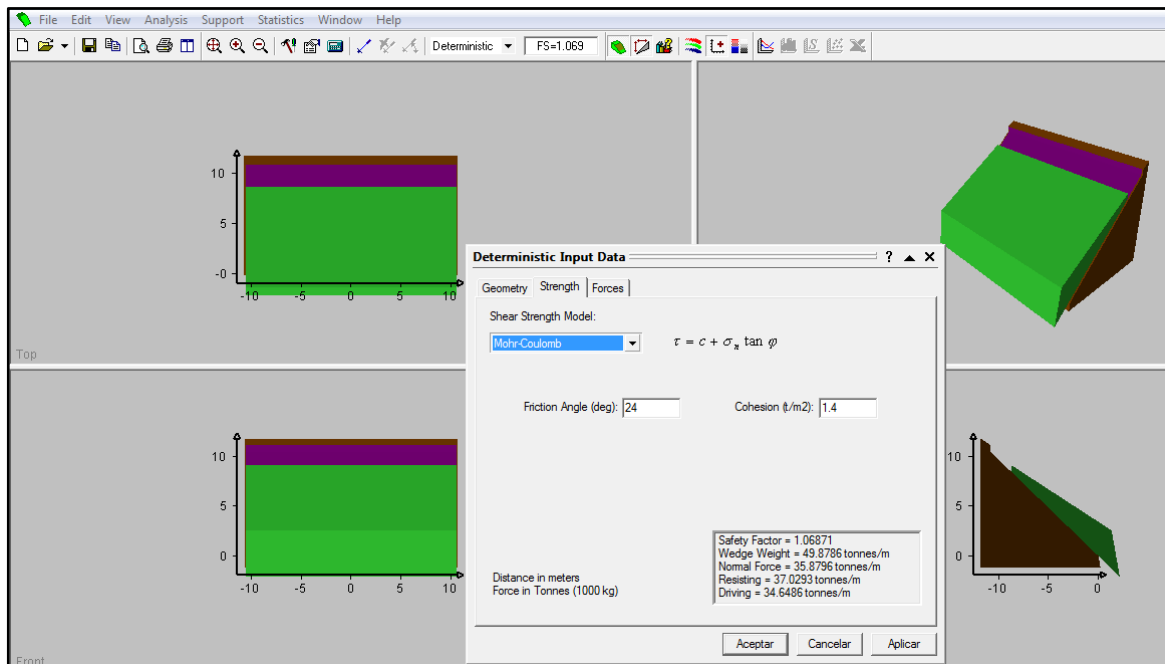 File Edit View Analysis Support Statistics Window Help
Deterministic FS=1.069
10
5
-0
-10 -5 0 5 10
Top
10
5
0
-10 -5 0 5 10
Front
Deterministic Input Data ? 
Geometry Strength Forces
Shear Strength Model:
Mohr-Coulomb τ = c + σₙ tan φ
Friction Angle (deg): 24 Cohesion (t/m2): 1.4
Distance in meters
Force in Tonnes (1000 kg)
Safety Factor = 1.06871
Wedge Weight = 49.8786 tonnes/m
Normal Force = 35.8796 tonnes/m
Resisting = 37.0293 tonnes/m
Driving = 34.6486 tonnes/m
Aceptar Cancelar Aplicar
10
5
0
-10 -5 0